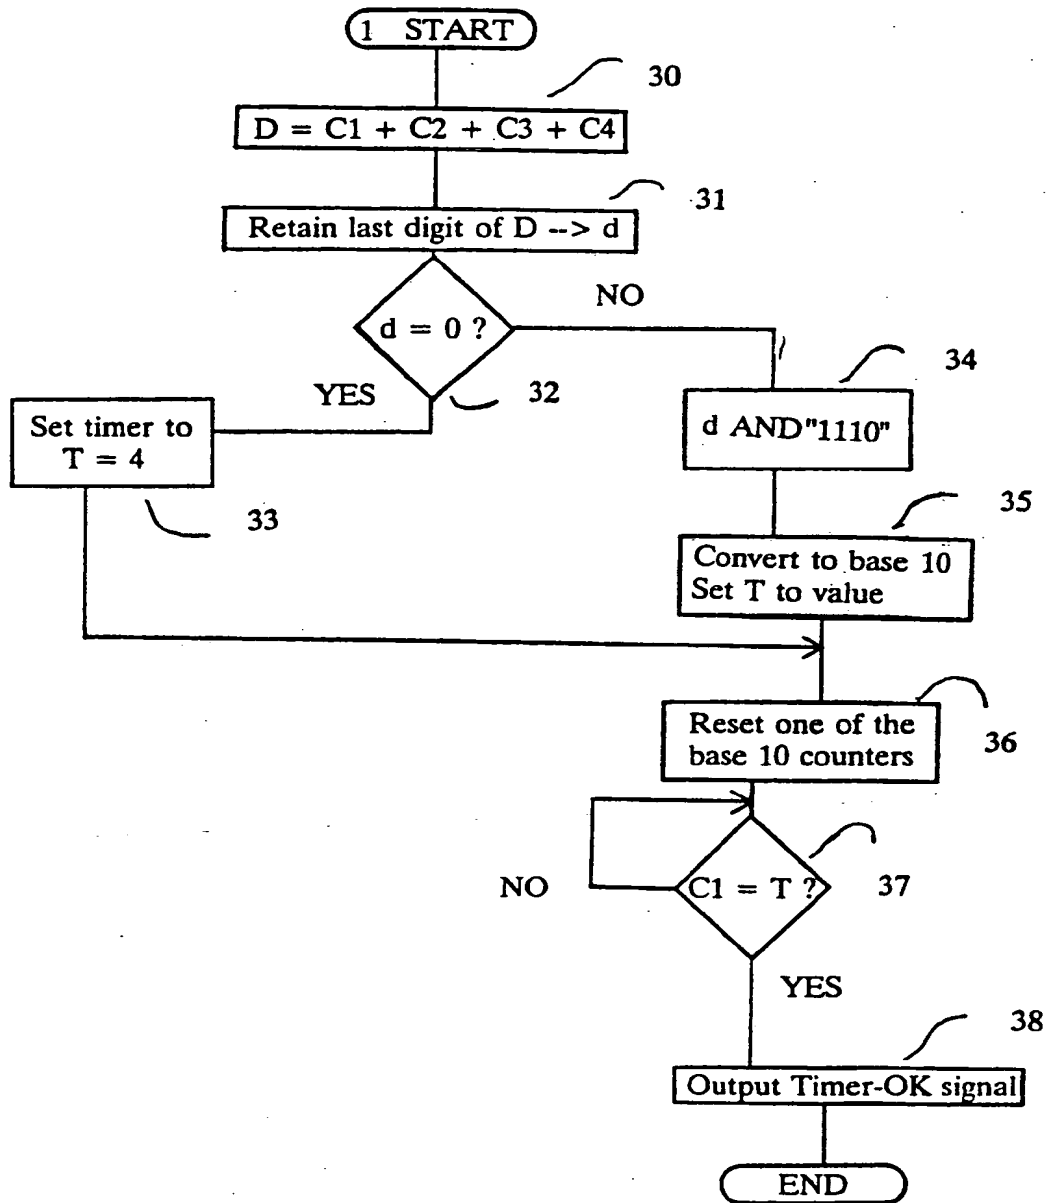 1 START
30
D = C1 + C2 + C3 + C4
31
Retain last digit of D --> d
NO
d = 0 ?
34
YES
32
Set timer to
T = 4
d AND"1110"
33
35
Convert to base 10
Set T to value
Reset one of the
base 10 counters
36
NO
C1 = T ?
37
YES
38
Output Timer-OK signal
END